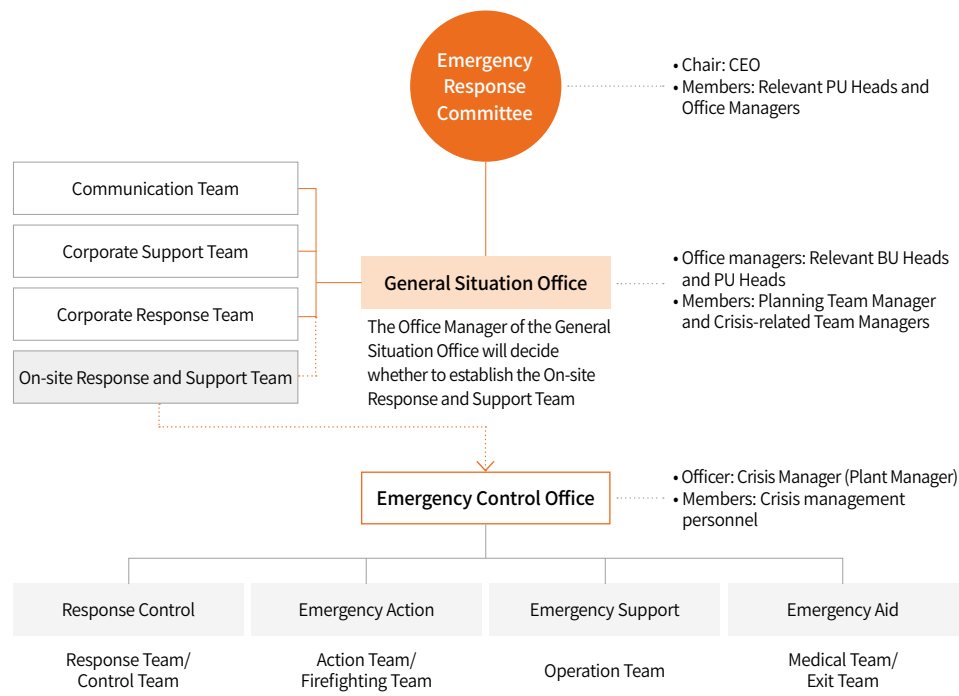 Emergency
Response
Committee
• Chair: CEO
• Members: Relevant PU Heads and
Office Managers
Communication Team
Corporate Support Team
Corporate Response Team
On-site Response and Support Team
General Situation Office
The Office Manager of the General
Situation Office will decide
whether to establish the On-site
Response and Support Team
• Office managers: Relevant BU Heads
and PU Heads
• Members: Planning Team Manager
and Crisis-related Team Managers
Emergency Control Office
• Officer: Crisis Manager (Plant Manager)
• Members: Crisis management
personnel
Response Control
Response Team/
Control Team
Emergency Action
Action Team/
Firefighting Team
Emergency Support
Operation Team
Emergency Aid
Medical Team/
Exit Team